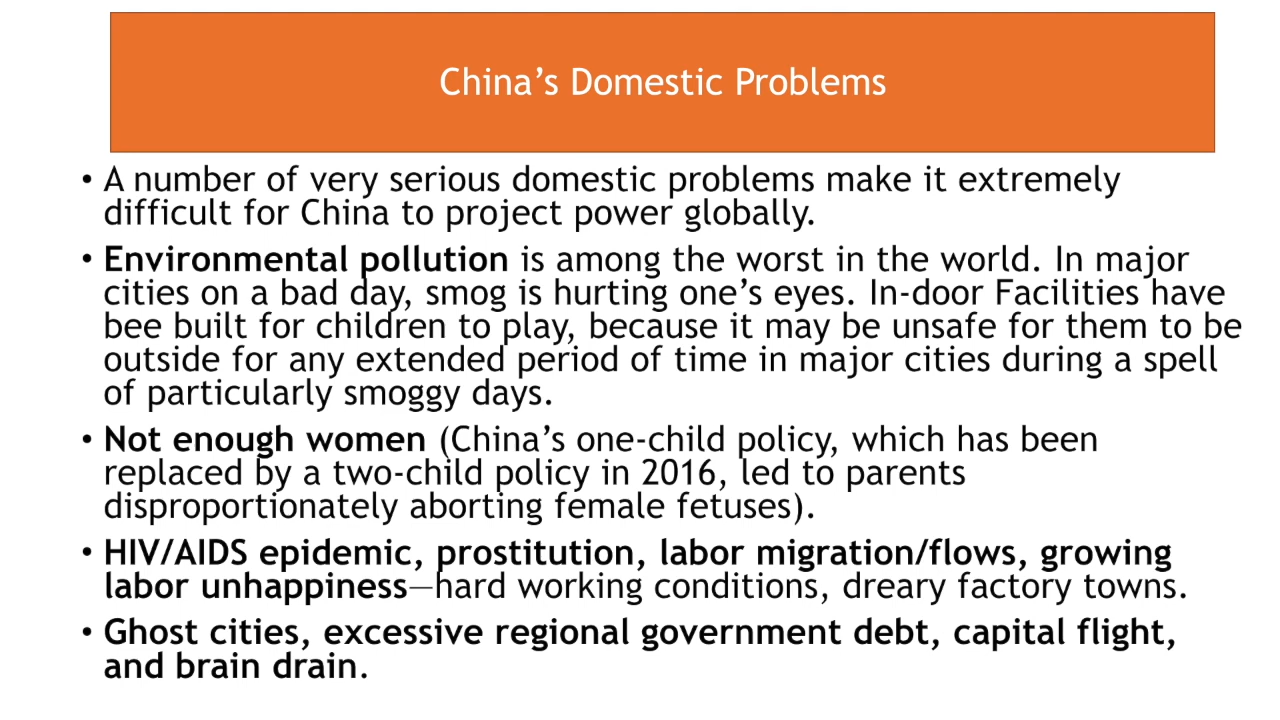 China’s Domestic Problems
• A number of very serious domestic problems make it extremely
difficult for China to project power globally.
• Environmental pollution is among the worst in the world. In major
cities on a bad day, smog is hurting one’s eyes. In-door Facilities have
bee built for children to play, because it may be unsafe for them to be
outside for any extended period of time in major cities during a spell
of particularly smoggy days.
• Not enough women (China’s one-child policy, which has been
replaced by a two-child policy in 2016, led to parents
disproportionately aborting female fetuses).
• HIV/AIDS epidemic, prostitution, labor migration/flows, growing
labor unhappiness—hard working conditions, dreary factory towns.
• Ghost cities, excessive regional government debt, capital flight,
and brain drain.